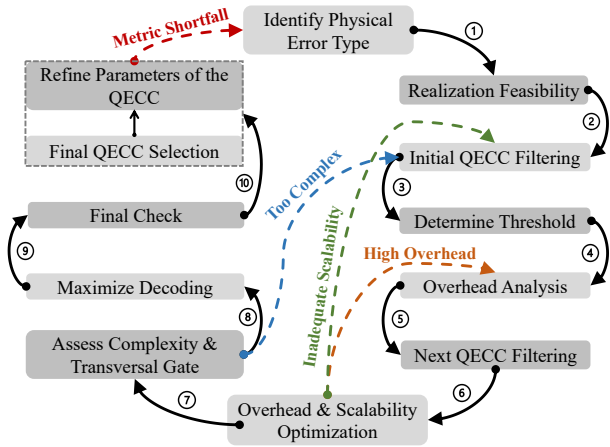 Metric Shortfall
Identify Physical
Error Type
①
Refine Parameters of the
QECC
Realization Feasibility
②
Final QECC Selection
Initial QECC Filtering
⑩
Too Complex
③
Final Check
Determine Threshold
Inadequate Scalability
⑨
High Overhead
④
Maximize Decoding
Overhead Analysis
⑧
⑤
Assess Complexity &
Transversal Gate
Next QECC Filtering
⑦
⑥
Overhead & Scalability
Optimization